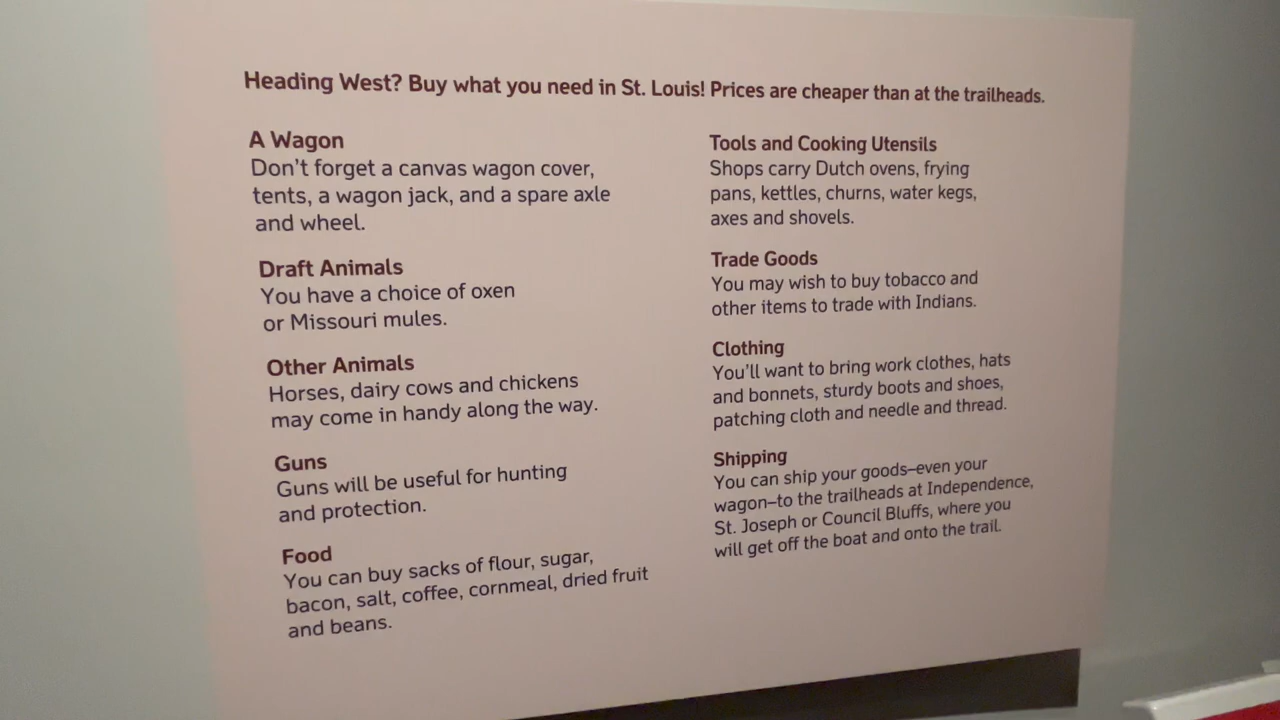 Heading West? Buy what you need in St. Louis! Prices are cheaper than at the trailheads.
A Wagon
Don't forget a canvas wagon cover,
tents, a wagon jack, and a spare axle
and wheel.
Draft Animals
You have a choice of oxen
or Missouri mules.
Other Animals
Horses, dairy cows and chickens
may come in handy along the way.
Guns
Guns will be useful for hunting
and protection.
Food
You can buy sacks of flour, sugar,
bacon, salt, coffee, cornmeal, dried fruit
and beans.
Tools and Cooking Utensils
Shops carry Dutch ovens, frying
pans, kettles, churns, water kegs,
axes and shovels.
Trade Goods
You may wish to buy tobacco and
other items to trade with Indians.
Clothing
You'll want to bring work clothes, hats
and bonnets, sturdy boots and shoes,
patching cloth and needle and thread.
Shipping
You can ship your goods–even your
wagon–to the trailheads at Independence,
St. Joseph or Council Bluffs, where you
will get off the boat and onto the trail.